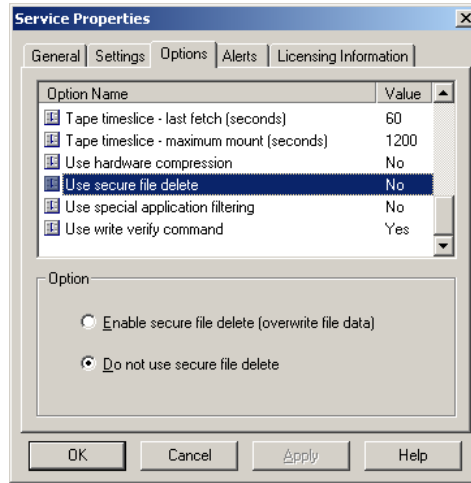 Service Properties
General Settings Options Alerts Licensing Information
Option Name Value
Tape timeslice - last fetch (seconds) 60
Tape timeslice - maximum mount (seconds) 1200
Use hardware compression No
Use secure file delete No
Use special application filtering No
Use write verify command Yes
Option
Enable secure file delete (overwrite file data)
Do not use secure file delete
OK Cancel Apply Help